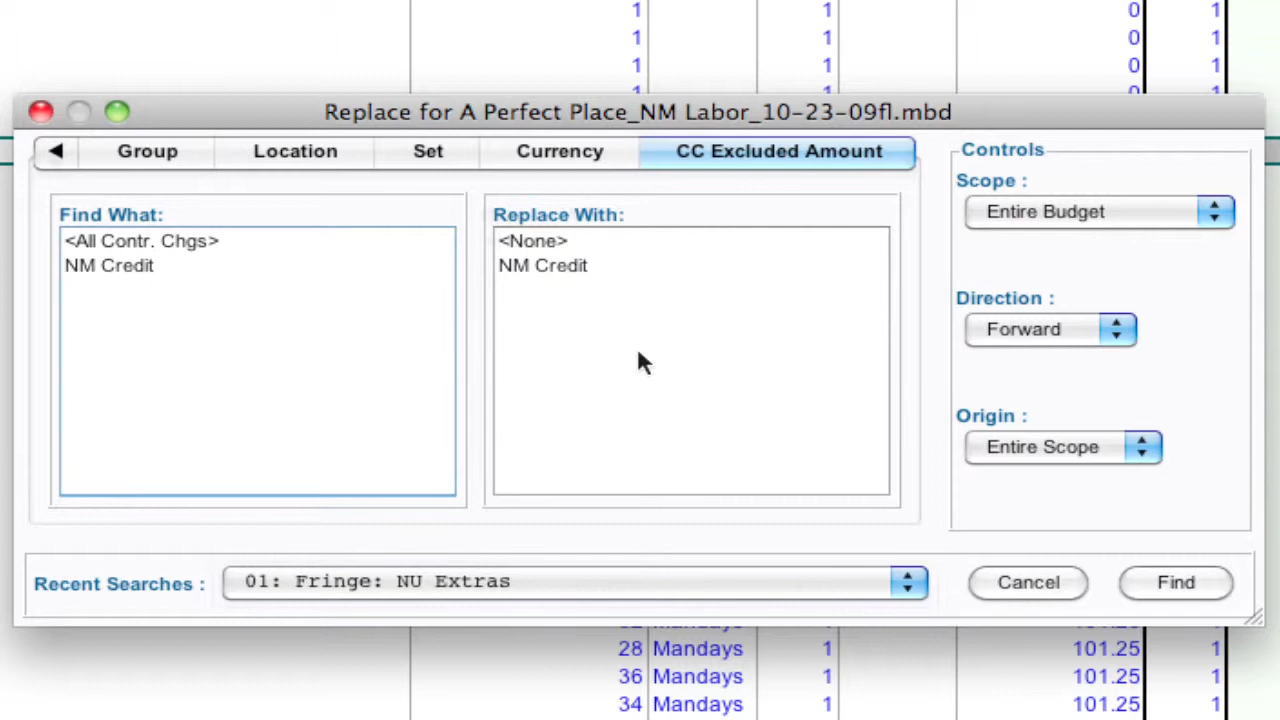 1 1 0 1
1 1 0 1
1 1 0 1
0
Replace for A Perfect Place_NM Labor_10-23-09fl.mbd
◀ Group Location Set Currency CC Excluded Amount
Controls
Scope :
Entire Budget
Find What:
<All Contr. Chgs>
NM Credit
Replace With:
<None>
NM Credit
Direction :
Forward
Origin :
Entire Scope
Recent Searches : 01: Fringe: NU Extras Cancel Find
28 Mandays 1 101.25 1
36 Mandays 1 101.25 1
34 Mandays 1 101.25 1